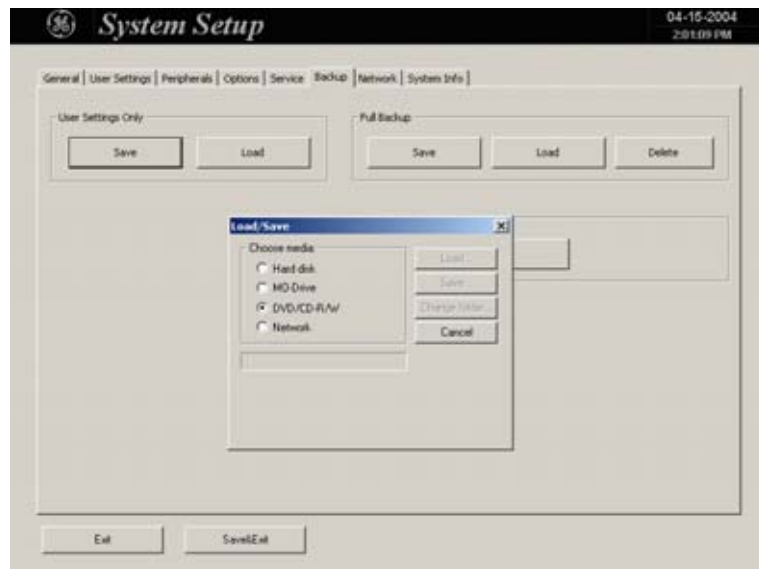 System Setup
04-15-2004
2:01:09 PM
General User Settings Peripherals Options Service Backup Network System Info
User Settings Only
Full Backup
Save Load Save Load Delete
Load/Save
Choose media
Hard disk
MO-Drive
DVD/CD-R/W
Network
Load
Save
Change folder...
Cancel
Exit Save&Exit